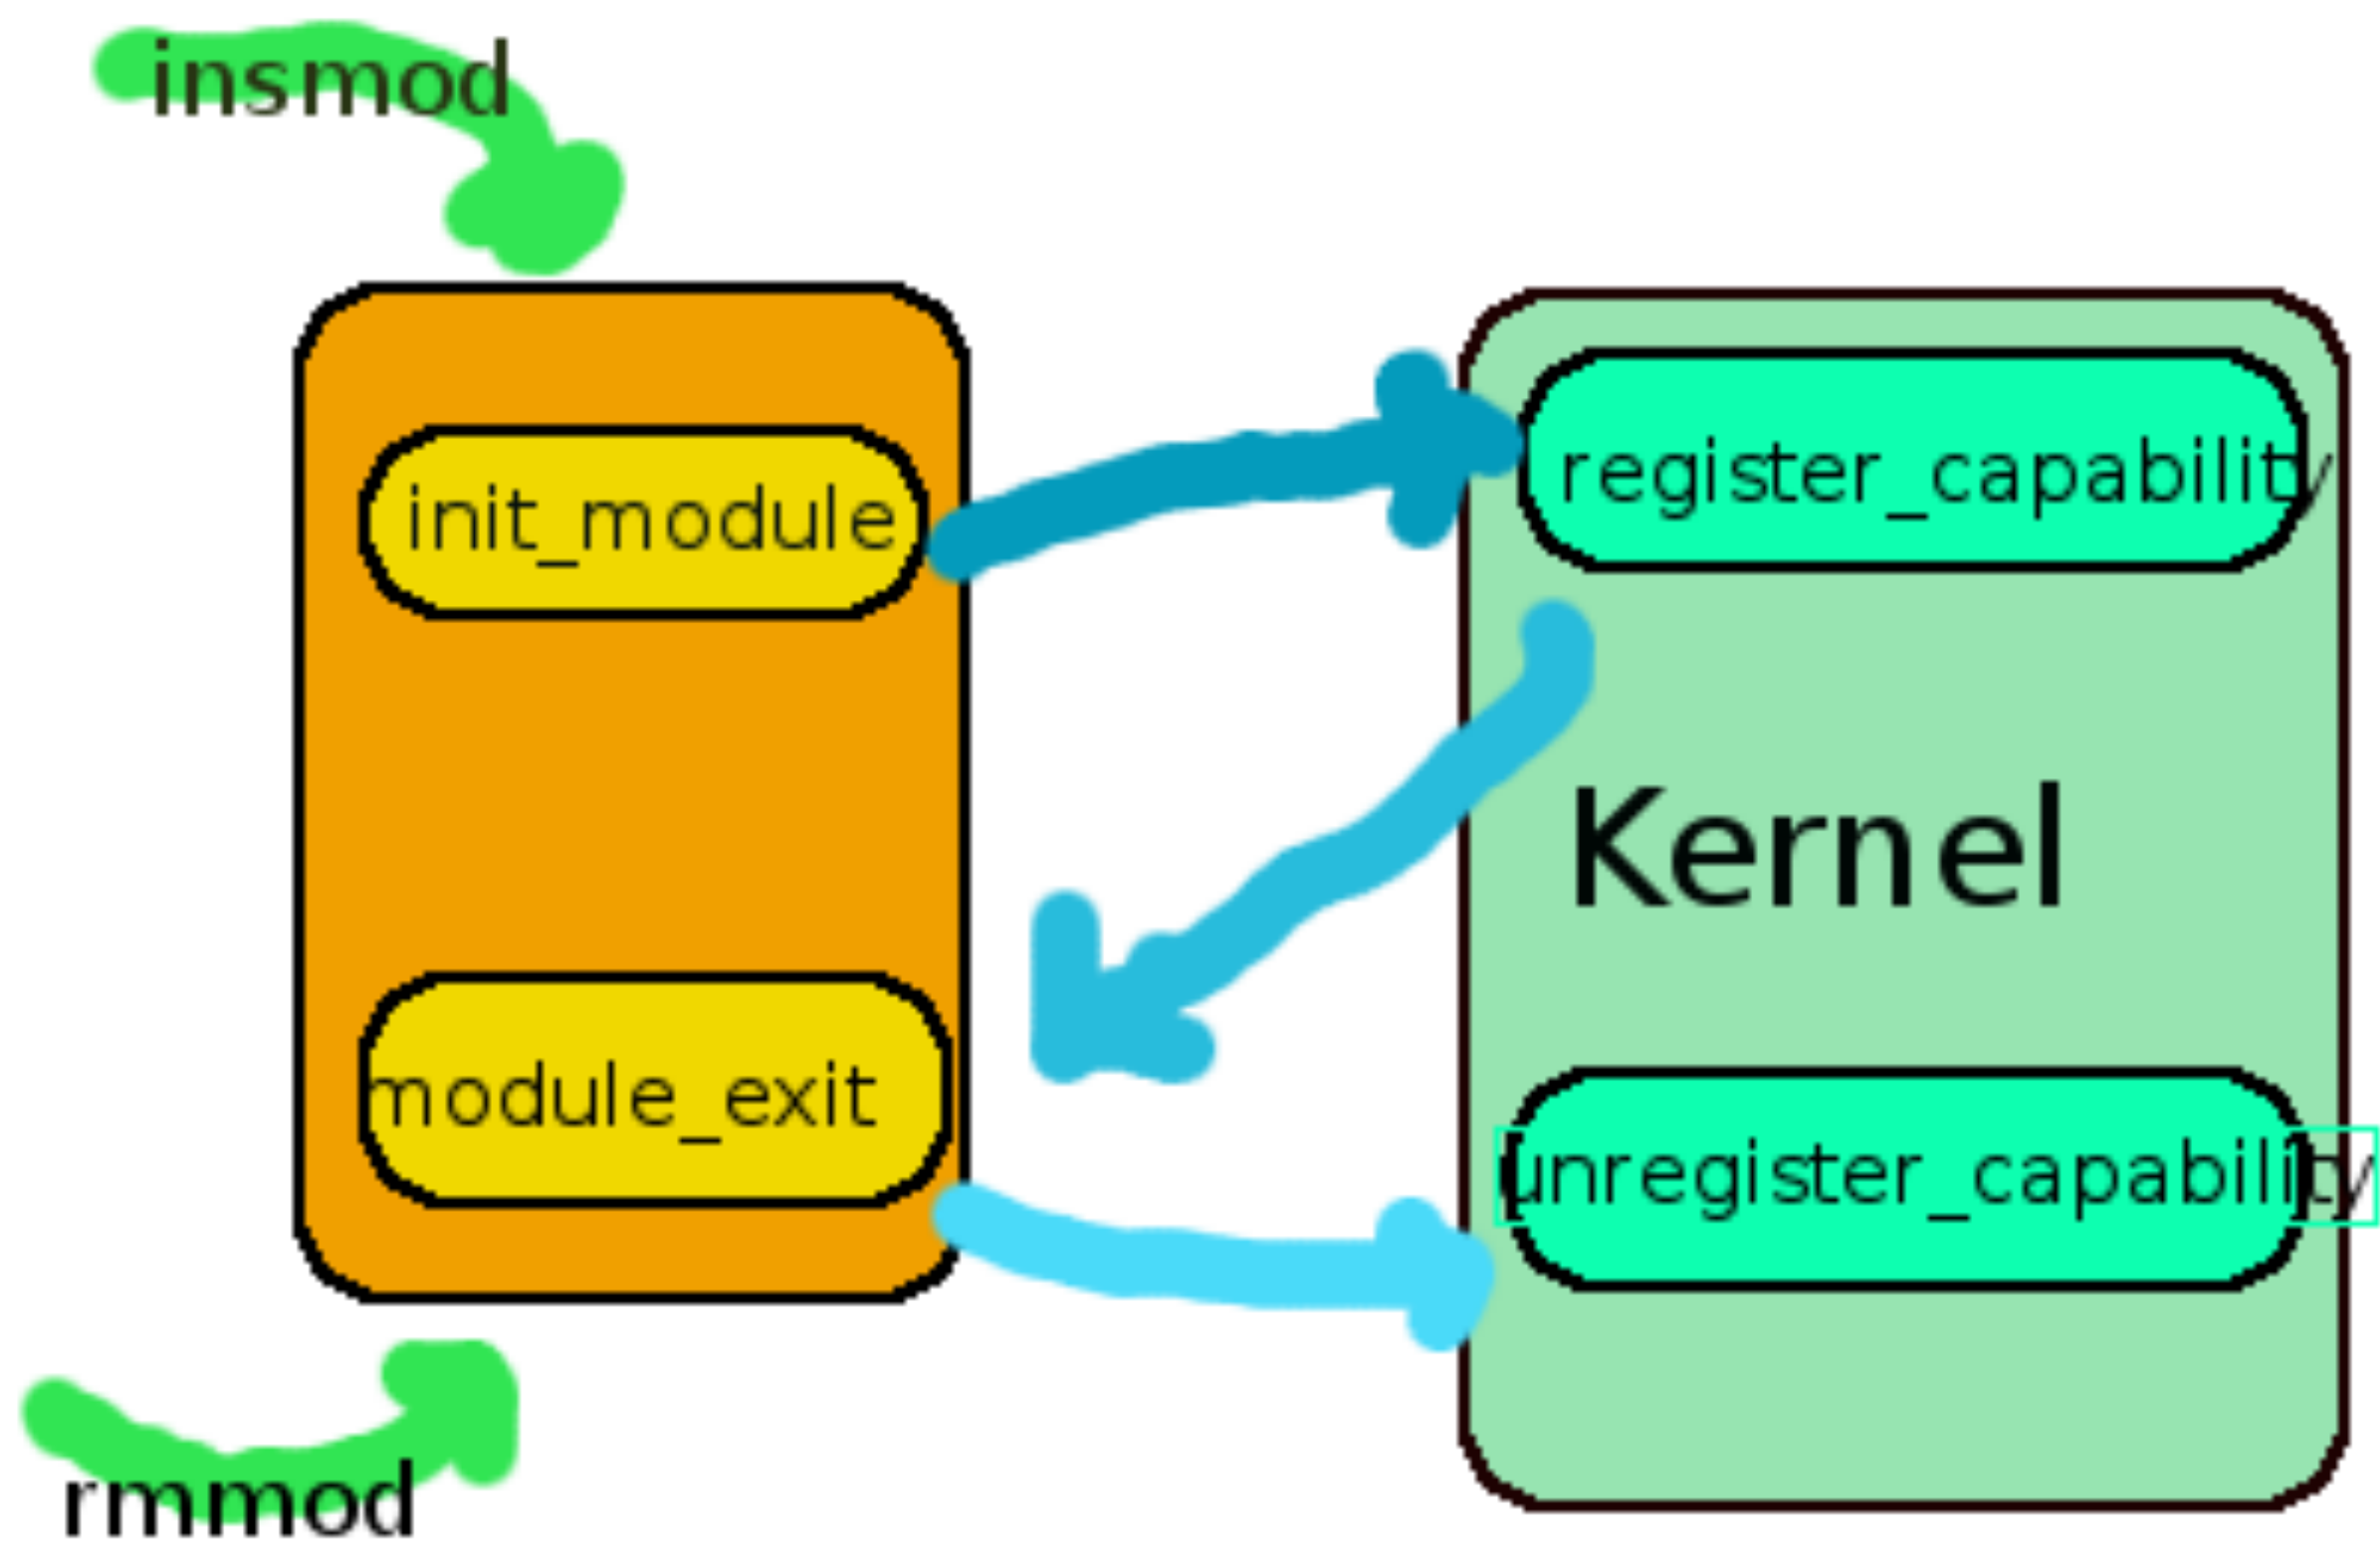 insmod
init_module
register_capability
Kernel
module_exit
unregister_capability
rmmod